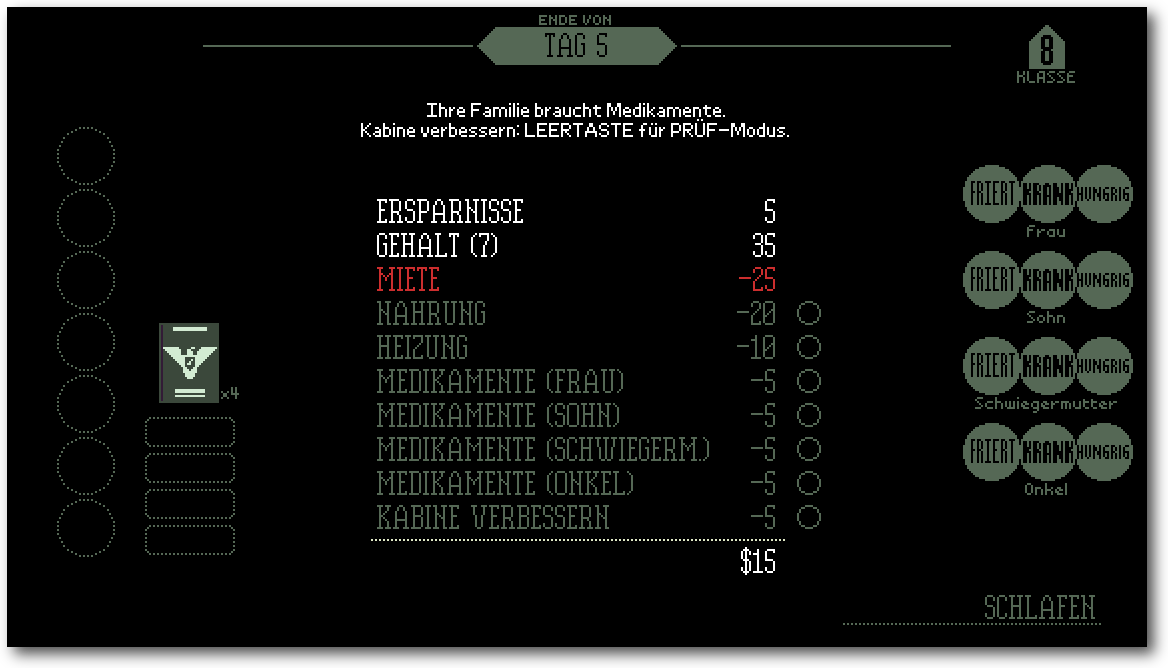 ENDE VON
TAG 5
8
KLASSE
Ihre Familie braucht Medikamente.
Kabine verbessern: LEERTASTE für PRÜF-Modus.
ERSPARNISSE 5
GEHALT (7) 35
MIETE -25
NAHRUNG -20
HEIZUNG -10
MEDIKAMENTE (FRAU) -5
MEDIKAMENTE (SOHN) -5
MEDIKAMENTE (SCHWIEGERM.) -5
MEDIKAMENTE (ONKEL) -5
KABINE VERBESSERN -5
$15
x4
FRIERT KRANK HUNGRIG
Frau
FRIERT KRANK HUNGRIG
Sohn
FRIERT KRANK HUNGRIG
Schwiegermutter
FRIERT KRANK HUNGRIG
Onkel
SCHLAFEN